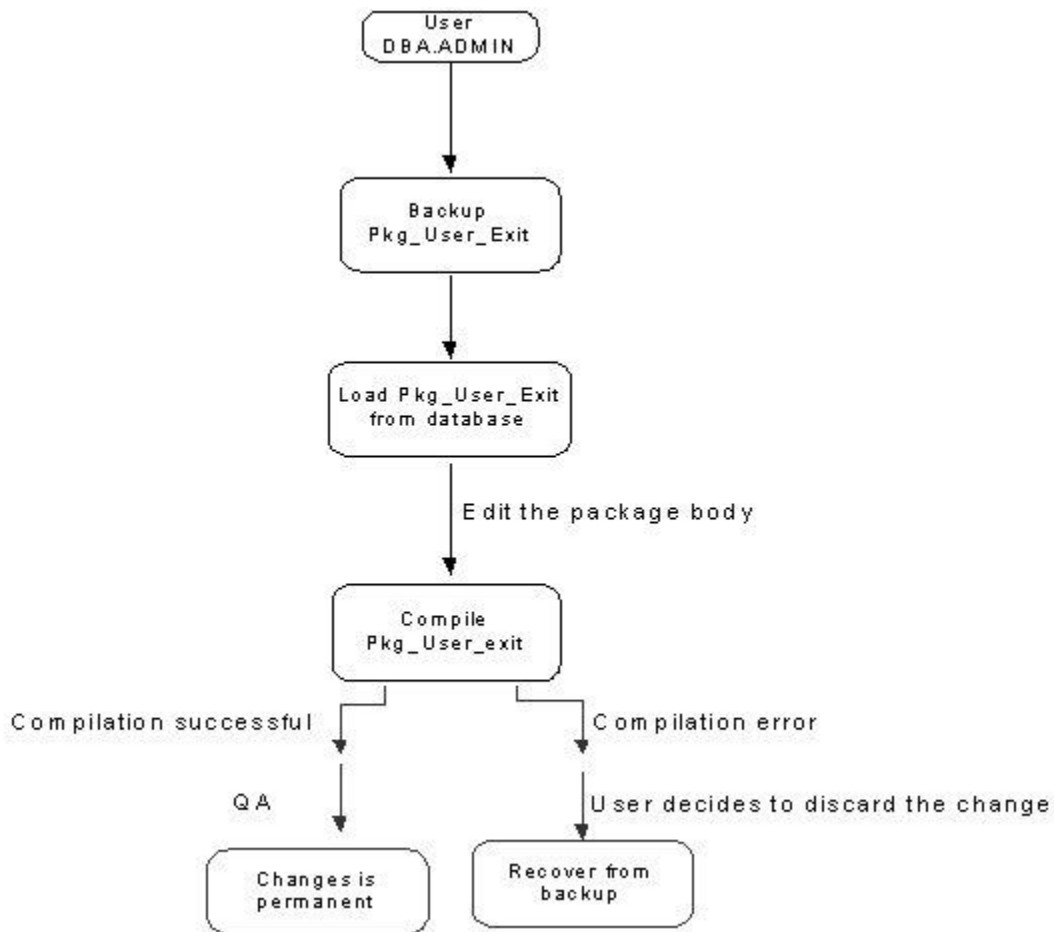 User
DBA.ADMIN
Backup
Pkg_User_Exit
Load Pkg_User_Exit
from database
Edit the package body
Compile
Pkg_User_exit
Compilation successful
Compilation error
QA
User decides to discard the change
Changes is
permanent
Recover from
backup